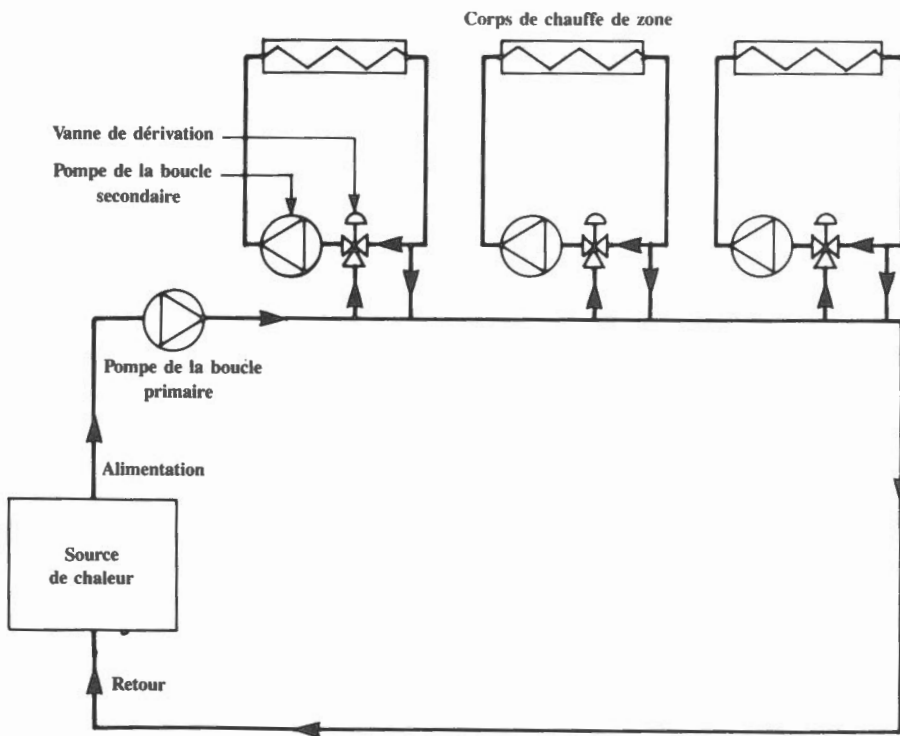 Corps de chauffe de zone
Vanne de dérivation
Pompe de la boucle
secondaire
Pompe de la boucle
primaire
Alimentation
Source
de chaleur
Retour